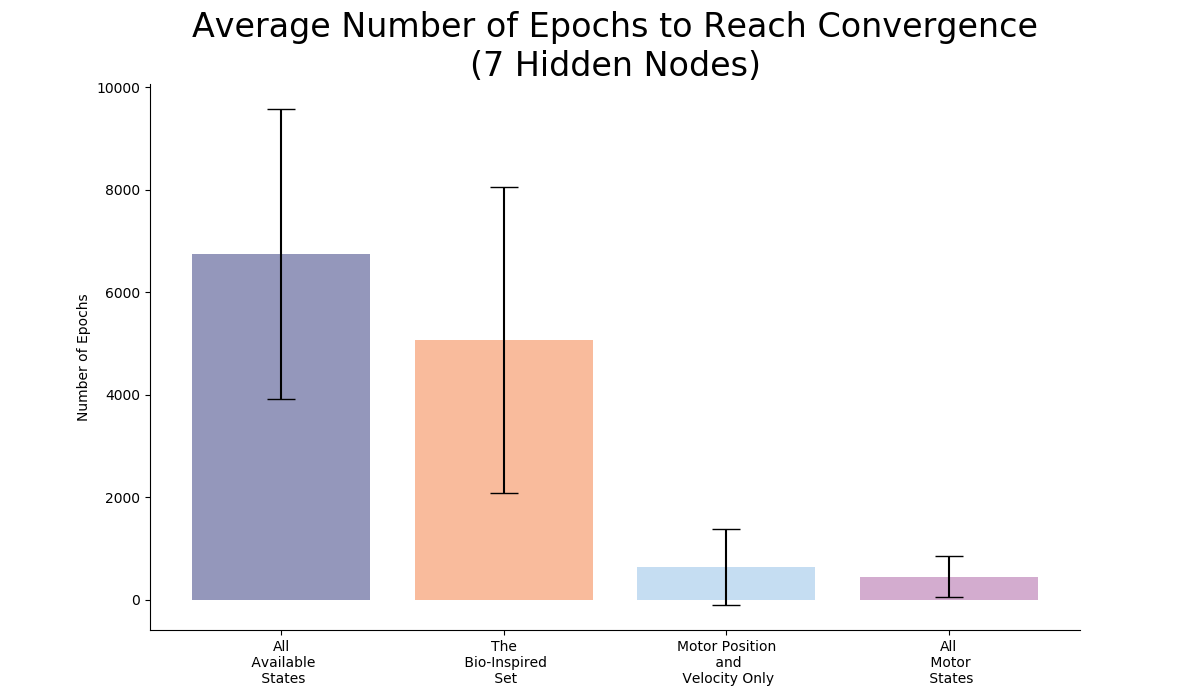 Average Number of Epochs to Reach Convergence
(7 Hidden Nodes)
10000
8000
6000
4000
2000
0
Number of Epochs
All
Available
States
The
Bio-Inspired
Set
Motor Position
and
Velocity Only
All
Motor
States